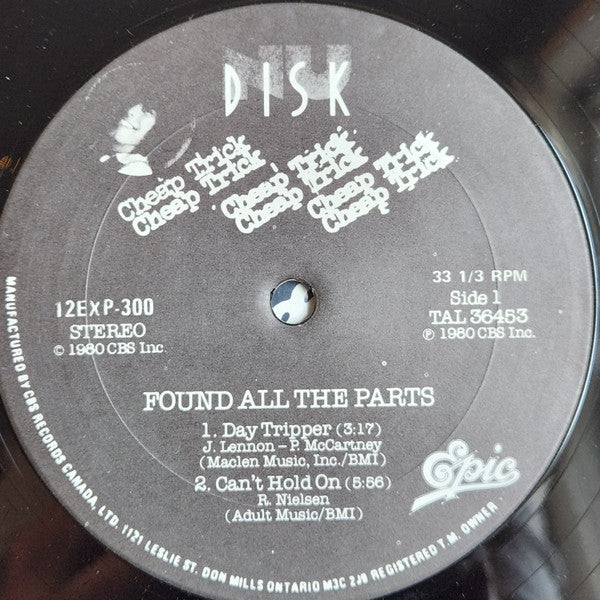 NU
DISK
Cheap Trick Cheap Trick Cheap Trick
Cheap Trick Cheap Trick Cheap Trick
12EXP-300
STEREO
© 1980 CBS Inc.
33 1/3 RPM
Side 1
TAL 36453
℗ 1980 CBS Inc.
FOUND ALL THE PARTS
1. Day Tripper (3:17)
J. Lennon – P. McCartney
(Maclen Music, Inc./BMI)
2. Can't Hold On (5:56)
R. Nielsen
(Adult Music/BMI)
Epic
MANUFACTURED BY CBS RECORDS CANADA, LTD. 1121 LESLIE ST. DON MILLS ONTARIO M3C 2J9 REGISTERED T.M. OWNER